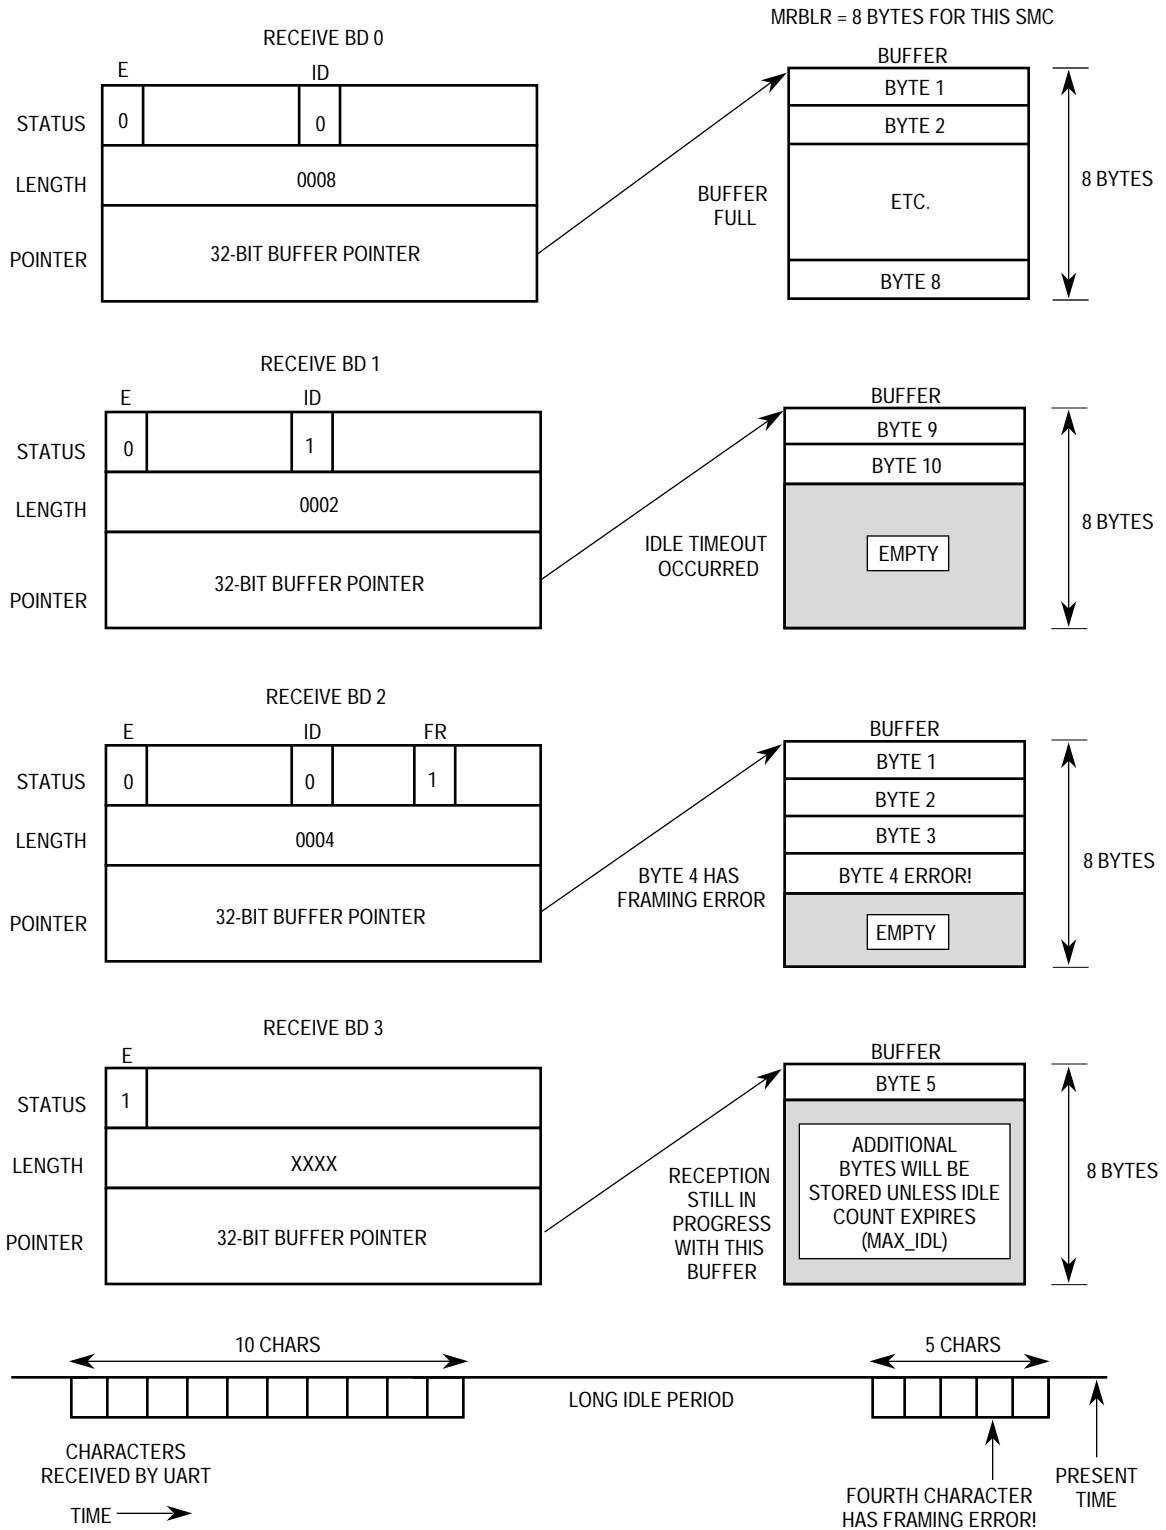 MRBLR = 8 BYTES FOR THIS SMC
RECEIVE BD 0
E
ID
STATUS
0
0
LENGTH
0008
POINTER
32-BIT BUFFER POINTER
BUFFER
FULL
BUFFER
BYTE 1
BYTE 2
ETC.
BYTE 8
8 BYTES
RECEIVE BD 1
E
ID
STATUS
0
1
LENGTH
0002
POINTER
32-BIT BUFFER POINTER
IDLE TIMEOUT
OCCURRED
BUFFER
BYTE 9
BYTE 10
EMPTY
8 BYTES
RECEIVE BD 2
E
ID
FR
STATUS
0
0
1
LENGTH
0004
POINTER
32-BIT BUFFER POINTER
BYTE 4 HAS
FRAMING ERROR
BUFFER
BYTE 1
BYTE 2
BYTE 3
BYTE 4 ERROR!
EMPTY
8 BYTES
RECEIVE BD 3
E
STATUS
1
LENGTH
XXXX
POINTER
32-BIT BUFFER POINTER
RECEPTION
STILL IN
PROGRESS
WITH THIS
BUFFER
BUFFER
BYTE 5
ADDITIONAL
BYTES WILL BE
STORED UNLESS IDLE
COUNT EXPIRES
(MAX_IDL)
8 BYTES
10 CHARS
5 CHARS
LONG IDLE PERIOD
CHARACTERS
RECEIVED BY UART
TIME
FOURTH CHARACTER
HAS FRAMING ERROR!
PRESENT
TIME